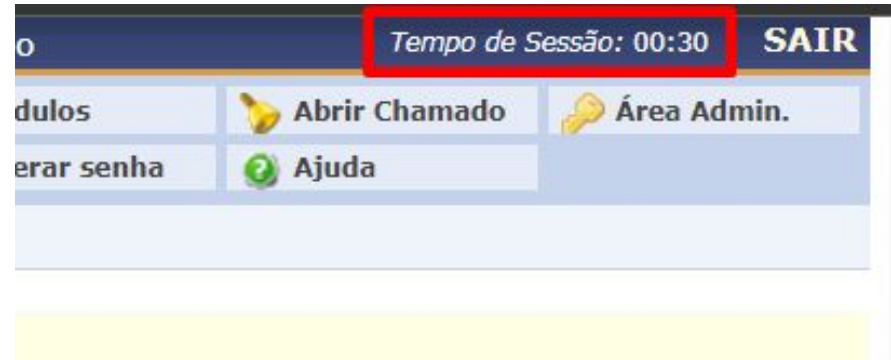 o Tempo de Sessão: 00:30 SAIR
dulos Abrir Chamado Área Admin.
erar senha Ajuda